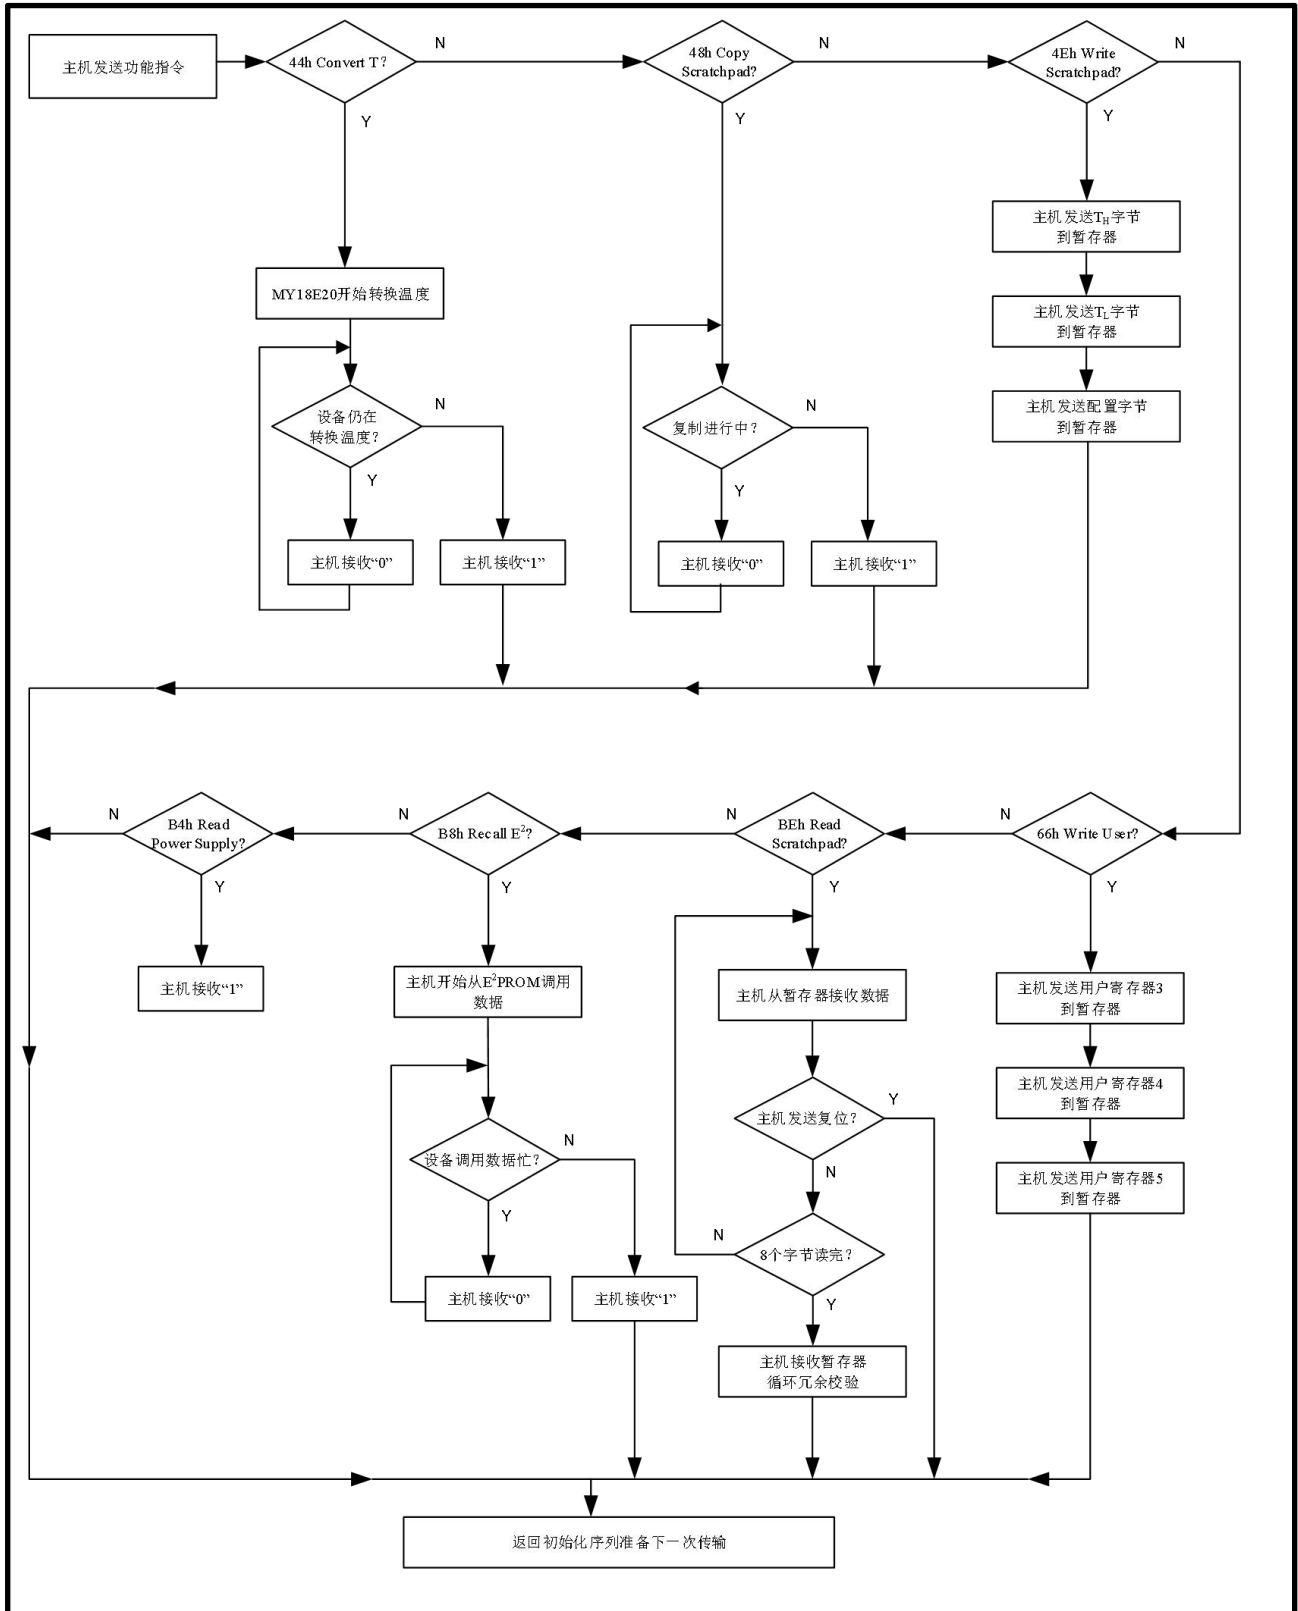 主机发送功能指令
44h Convert T?
N
Y
48h Copy
Scratchpad?
N
Y
4Eh Write
Scratchpad?
N
Y
主机发送TH字节
到暂存器
主机发送TL字节
到暂存器
主机发送配置字节
到暂存器
MY18E20开始转换温度
设备仍在
转换温度?
N
Y
主机接收“0”
主机接收“1”
复制进行中?
N
Y
主机接收“0”
主机接收“1”
B4h Read
Power Supply?
N
Y
主机接收“1”
B8h Recall E²?
N
Y
主机开始从E²PROM调用
数据
设备调用数据忙?
N
Y
主机接收“0”
主机接收“1”
BEh Read
Scratchpad?
N
Y
主机从暂存器接收数据
主机发送复位?
Y
N
8个字节读完?
N
Y
主机接收暂存器
循环冗余校验
66h Write User?
N
Y
主机发送用户寄存器3
到暂存器
主机发送用户寄存器4
到暂存器
主机发送用户寄存器5
到暂存器
返回初始化序列准备下一次传输